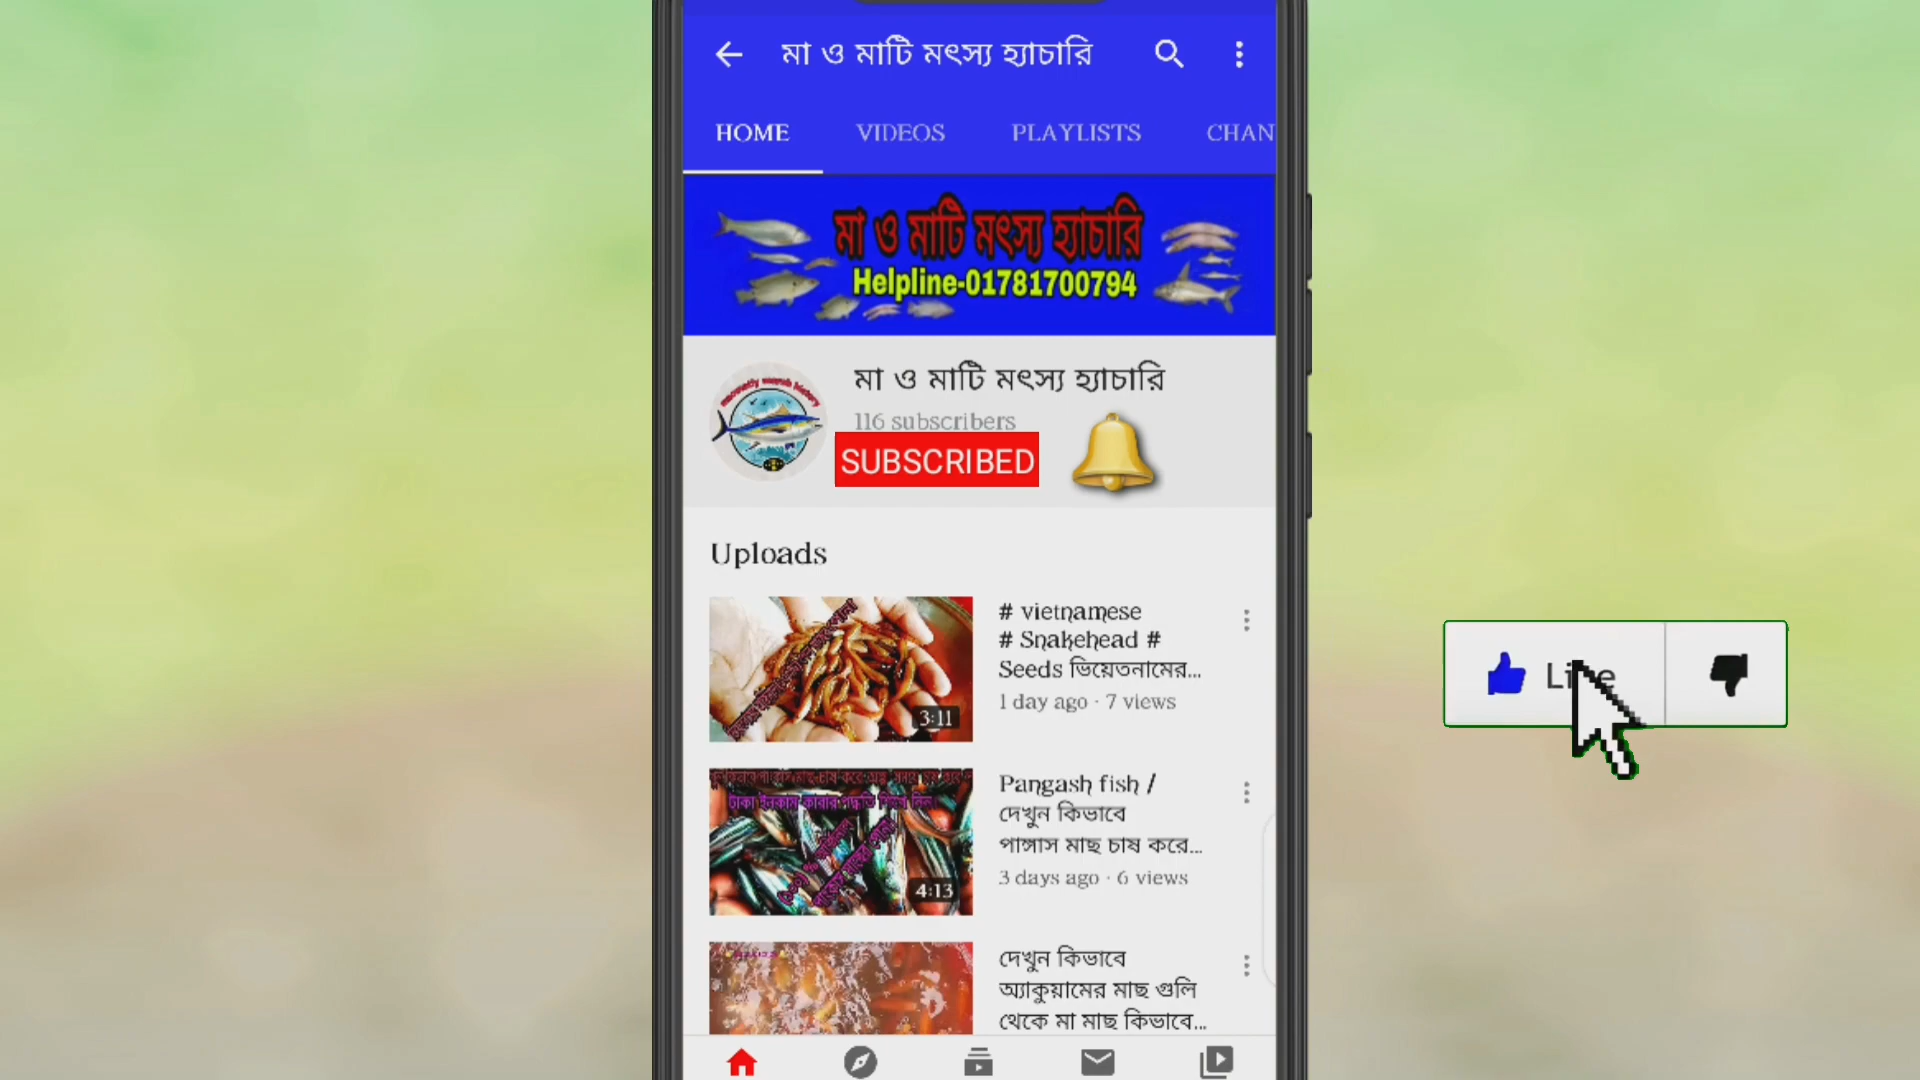 মা ও মাটি মৎস্য হ্যাচারি
HOME VIDEOS PLAYLISTS CHAN
মা ও মাটি মৎস্য হ্যাচারি
Helpline-01781700794
মা ও মাটি মৎস্য হ্যাচারি
116 subscribers
SUBSCRIBED
Uploads
# vietnamese
# Snakehead #
Seeds ভিয়েতনামের...
1 day ago · 7 views
3:11
Pangash fish /
দেখুন কিভাবে
পাঙ্গাস মাছ চাষ করে...
3 days ago · 6 views
4:13
দেখুন কিভাবে
অ্যাকুয়ামের মাছ গুলি
থেকে মা মাছ কিভাবে...